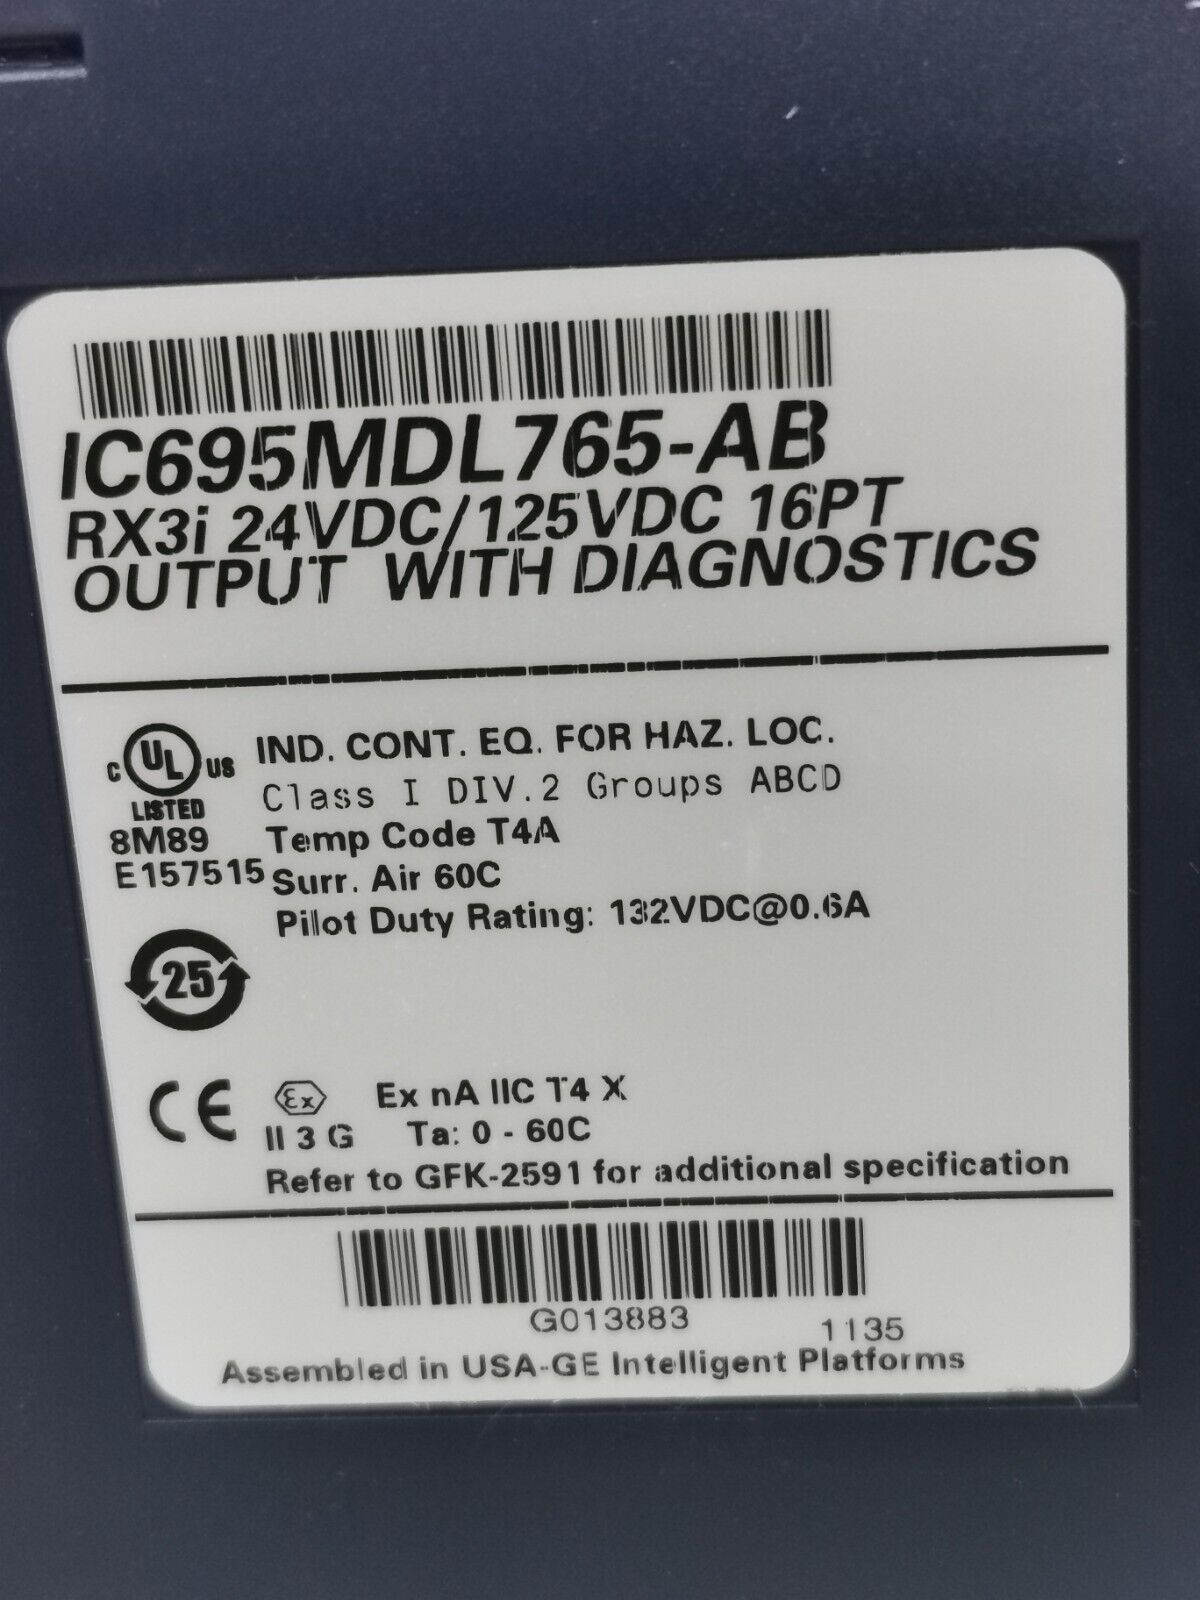 IC695MDL765-AB
RX3i 24VDC/125VDC 16PT
OUTPUT WITH DIAGNOSTICS
C UL US LISTED
IND. CONT. EQ. FOR HAZ. LOC.
Class I DIV.2 Groups ABCD
8M89 Temp Code T4A
E157515 Surr. Air 60C
Pilot Duty Rating: 132VDC@0.6A
25
CE Ex Ex nA IIC T4 X
II 3 G Ta: 0 - 60C
Refer to GFK-2591 for additional specification
G013883
1135
Assembled in USA-GE Intelligent Platforms